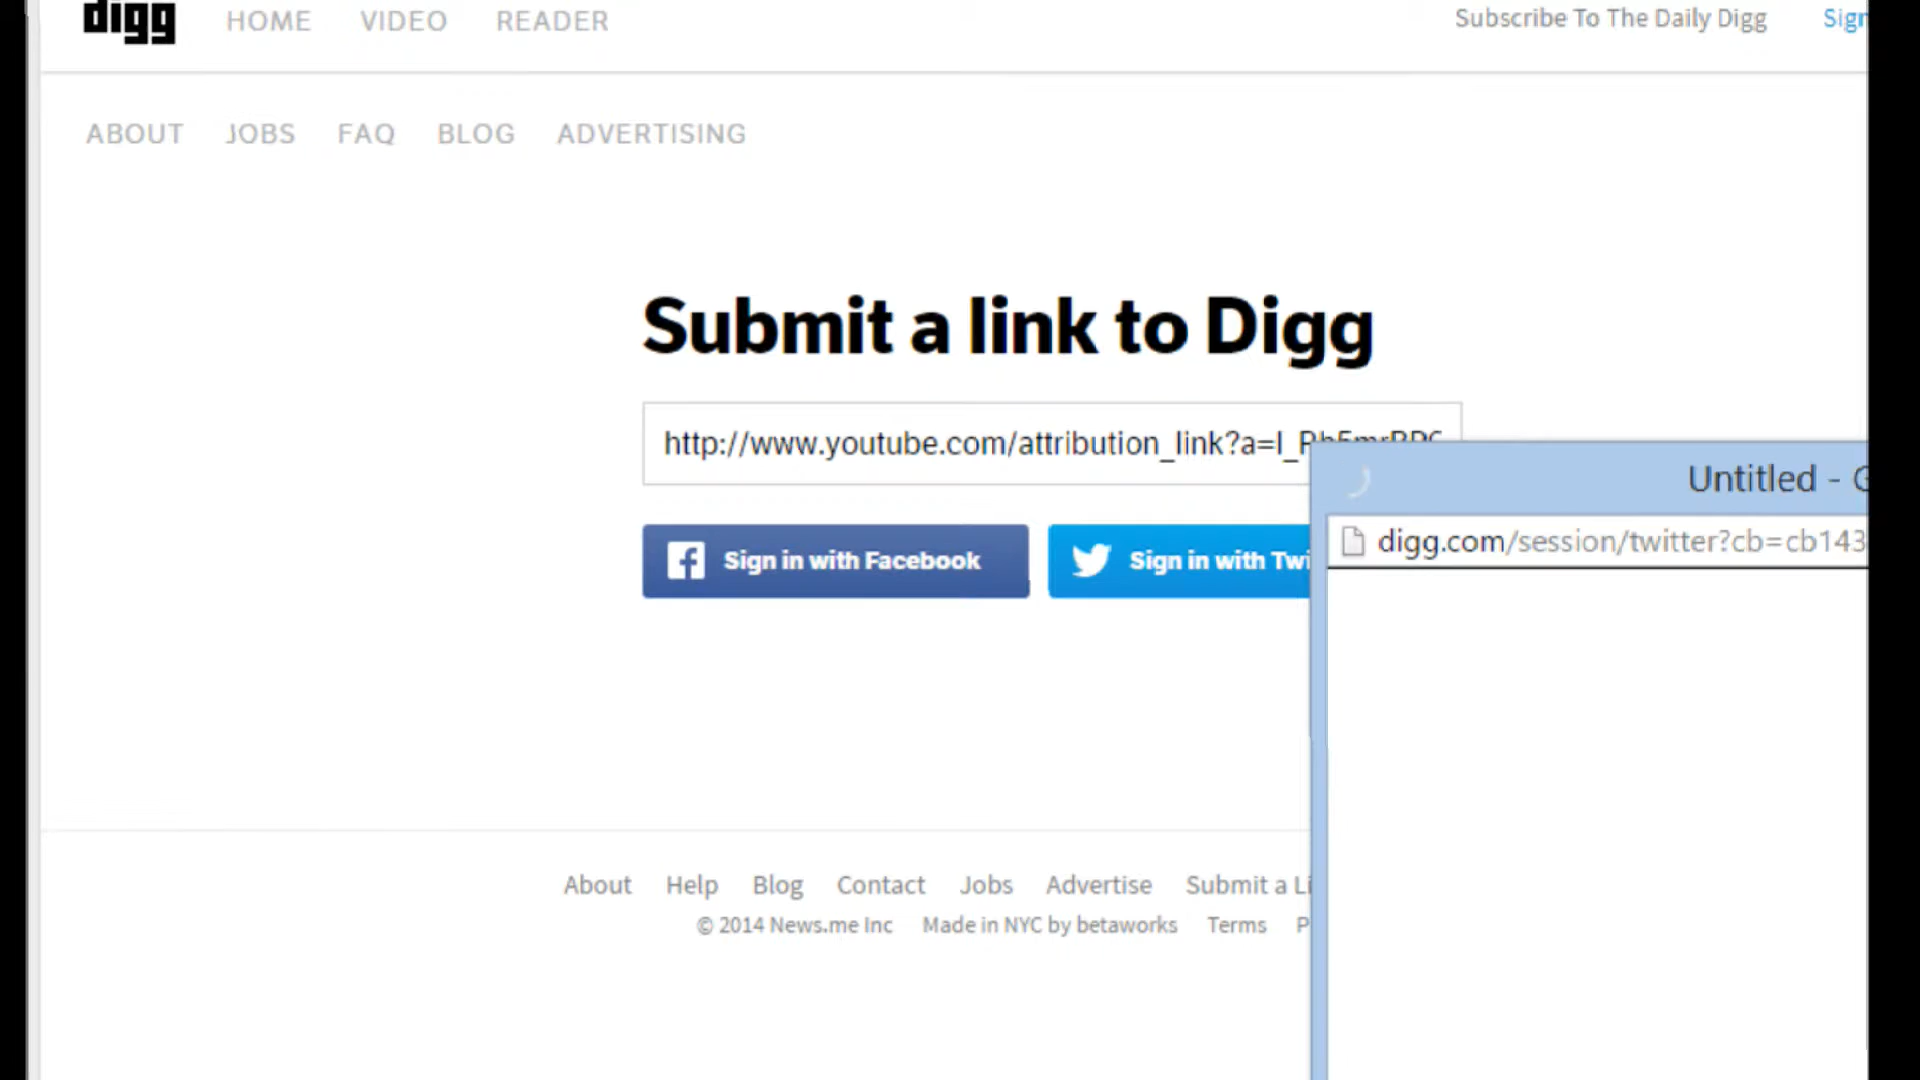 digg HOME VIDEO READER Subscribe To The Daily Digg
ABOUT JOBS FAQ BLOG ADVERTISING
Submit a link to Digg
http://www.youtube.com/attribution_link?a=I_
Untitled -
digg.com/session/twitter?cb=cb143
Sign in with Facebook Sign in with Twi
About Help Blog Contact Jobs Advertise Submit a Li
© 2014 News.me Inc Made in NYC by betaworks Terms P